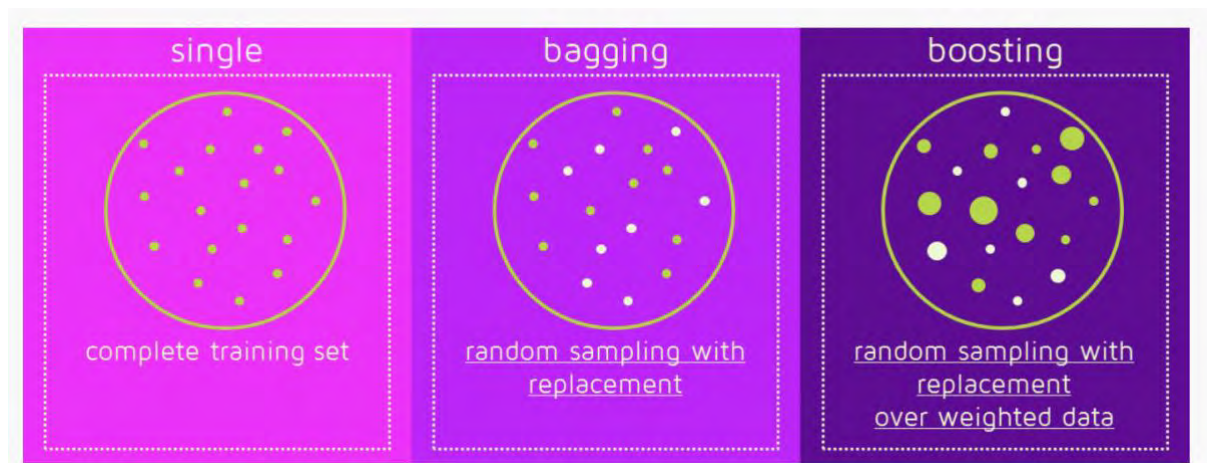 single
complete training set
bagging
random sampling with
replacement
boosting
random sampling with
replacement
over weighted data